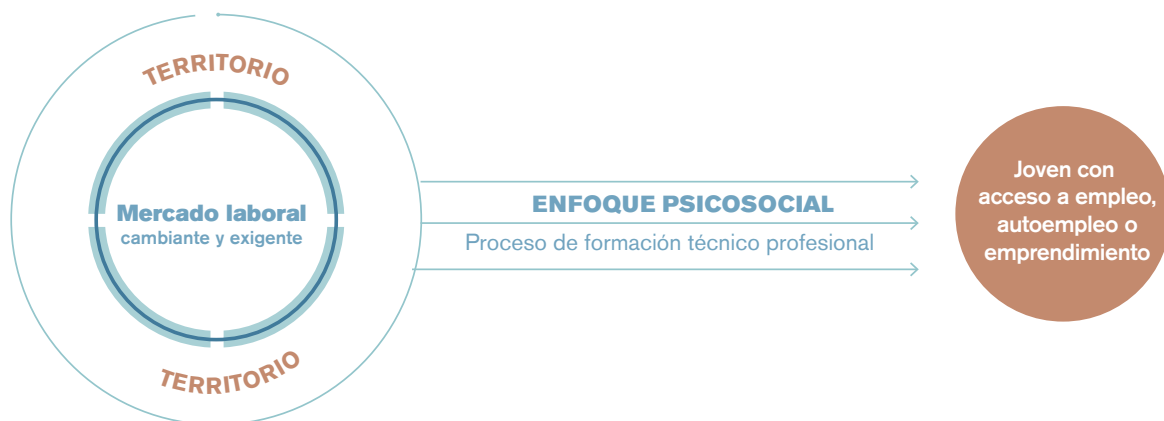 TERRITORIO
Mercado laboral
cambiante y exigente
TERRITORIO
ENFOQUE PSICOSOCIAL
Proceso de formación técnico profesional
Joven con
acceso a empleo,
autoempleo o
emprendimiento